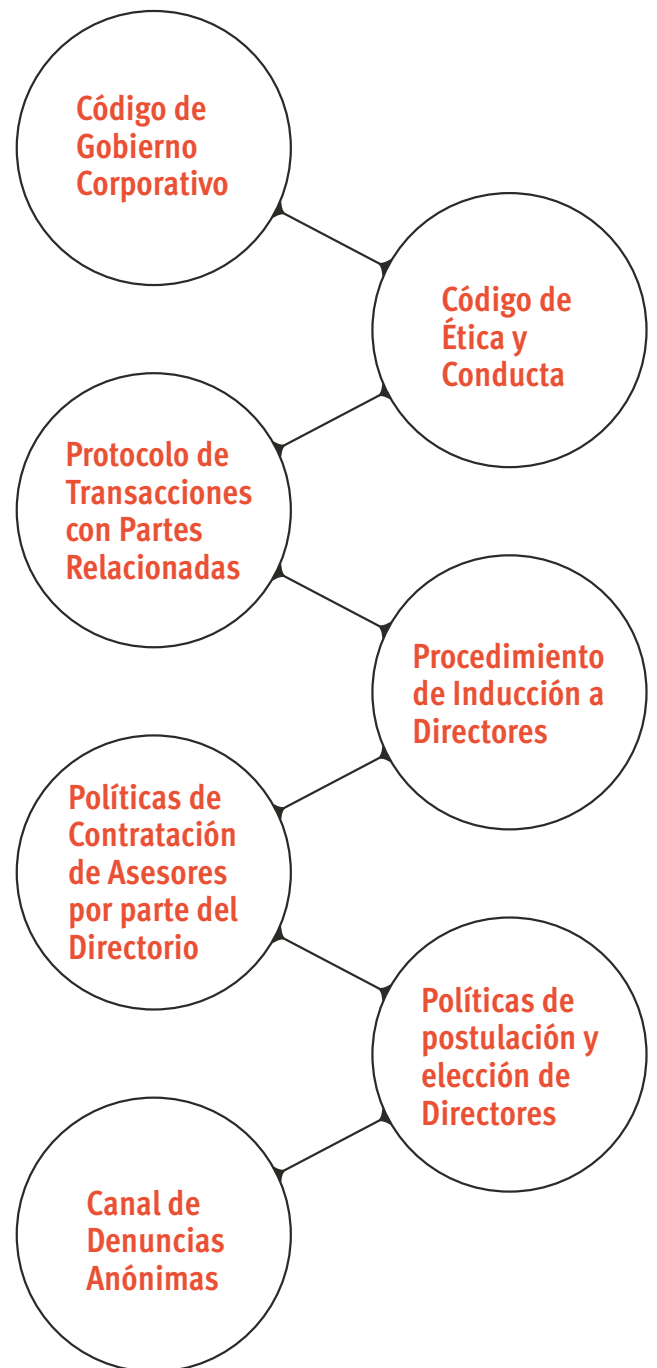 Código de
Gobierno
Corporativo
Código de
Ética y
Conducta
Protocolo de
Transacciones
con Partes
Relacionadas
Procedimiento
de Inducción a
Directores
Políticas de
Contratación
de Asesores
por parte del
Directorio
Políticas de
postulación y
elección de
Directores
Canal de
Denuncias
Anónimas